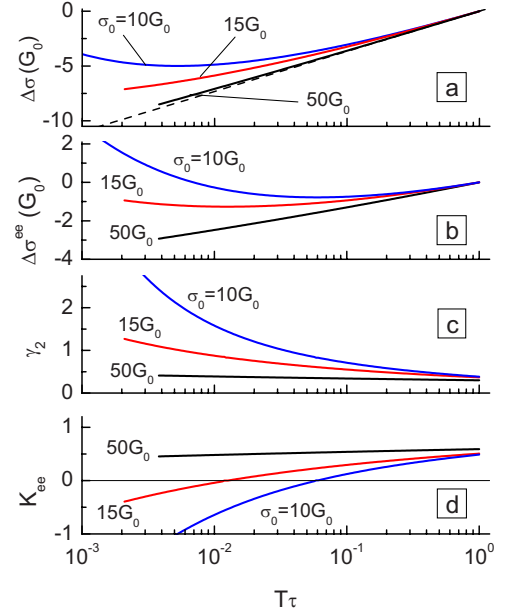 0
σ₀=10G₀
15G₀
-5
50G₀
-10
Δσ (G₀)
a
2
σ₀=10G₀
0
15G₀
-2
50G₀
-4
Δσᵉᵉ (G₀)
b
2
σ₀=10G₀
1
15G₀
50G₀
0
γ₂
c
1
50G₀
0
15G₀
σ₀=10G₀
-1
Kₑₑ
d
10⁻³ 10⁻² 10⁻¹ 10⁰
Tτ